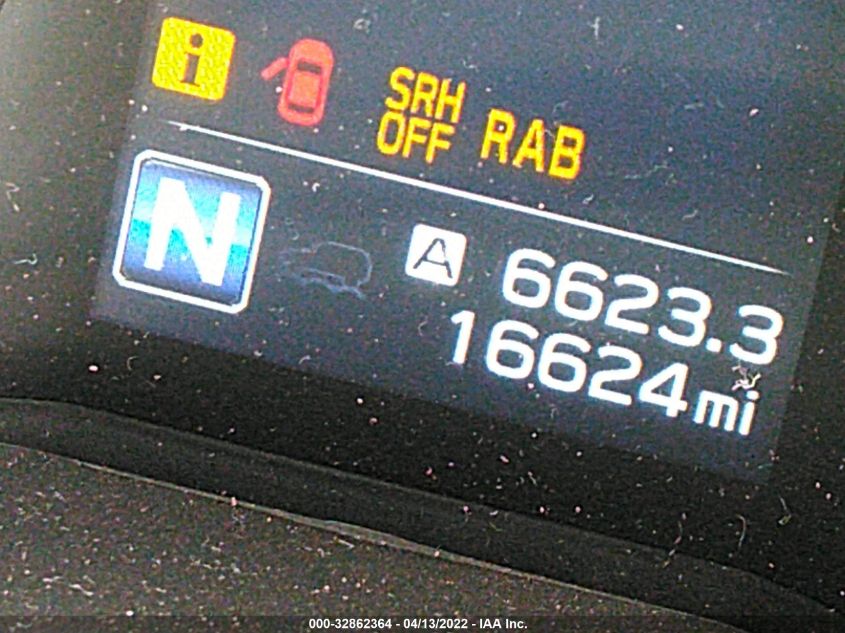 i
SRH
OFF RAB
N
A 6623.3
16624mi
000-32862364 - 04/13/2022 - IAA Inc.